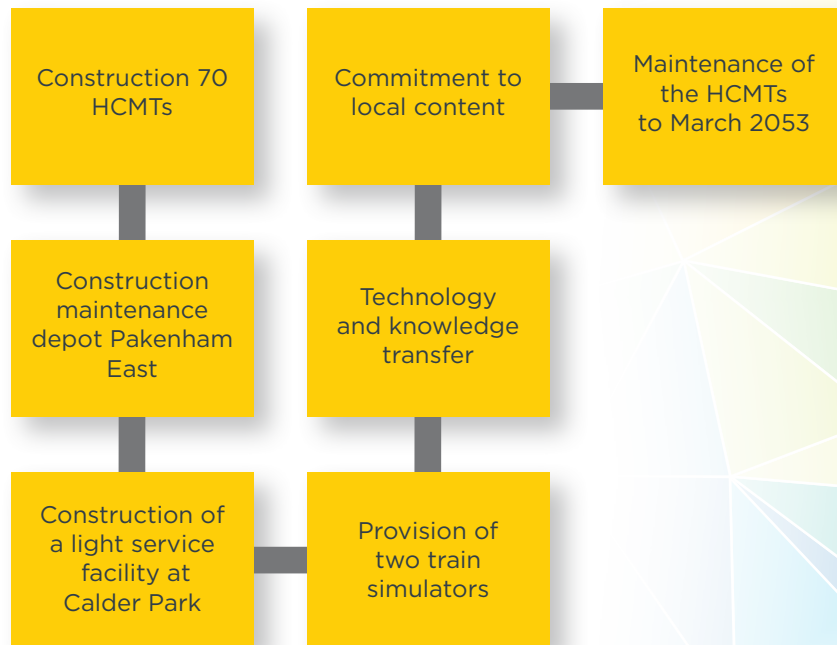 Construction 70
HCMTs
Construction
maintenance
depot Pakenham
East
Construction of
a light service
facility at
Calder Park
Provision of
two train
simulators
Technology
and knowledge
transfer
Commitment to
local content
Maintenance of
the HCMTs
to March 2053